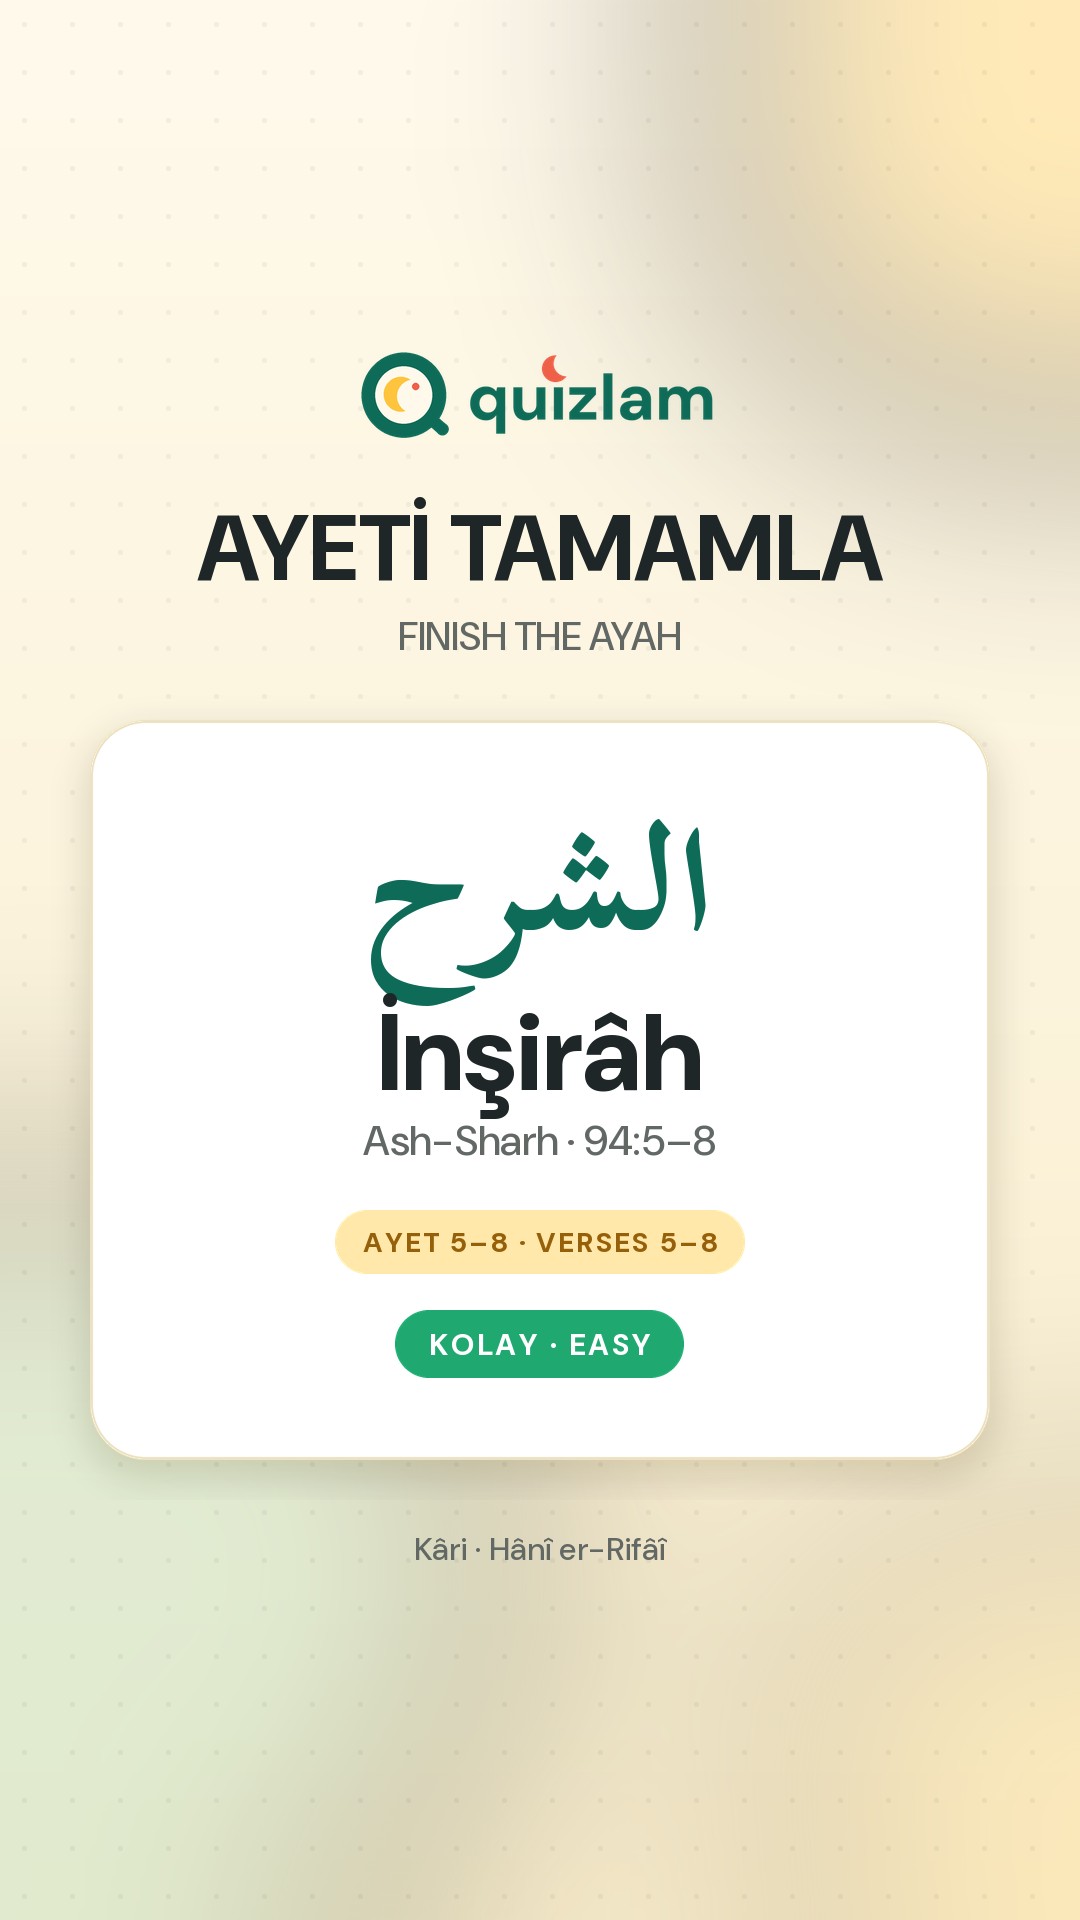 quizlam
AYETİ TAMAMLA
FINISH THE AYAH
الشرح
İnşirâh
Ash-Sharh · 94:5–8
AYET 5–8 · VERSES 5–8
KOLAY · EASY
Kâri · Hânî er-Rifâî